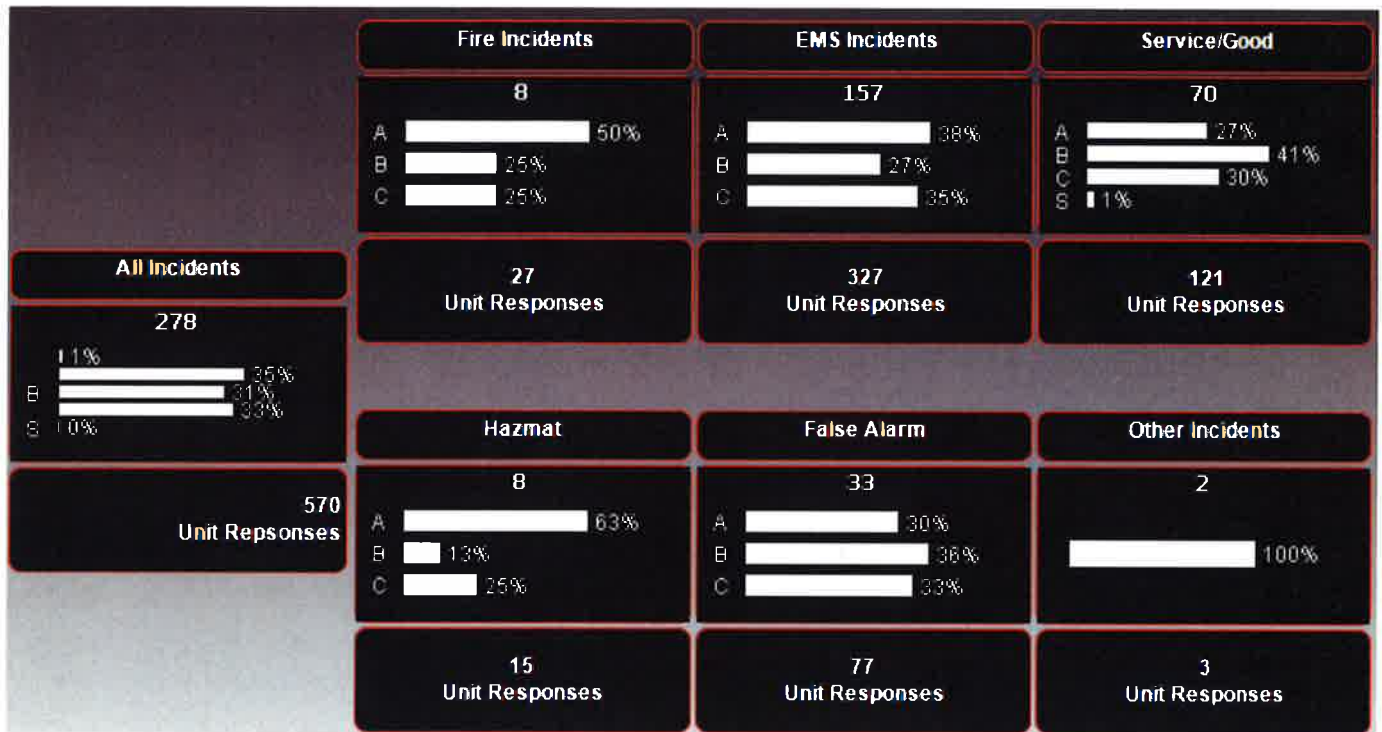 Fire Incidents
8
A 50%
B 25%
C 25%
27
Unit Responses
EMS Incidents
157
A 38%
B 27%
C 35%
327
Unit Responses
Service/Good
70
A 27%
B 41%
C 30%
S 1%
121
Unit Responses
All Incidents
278
1%
35%
B 31%
33%
S 0%
570
Unit Repsonses
Hazmat
8
A 63%
B 13%
C 25%
15
Unit Responses
False Alarm
33
A 30%
B 36%
C 33%
77
Unit Responses
Other Incidents
2
100%
3
Unit Responses